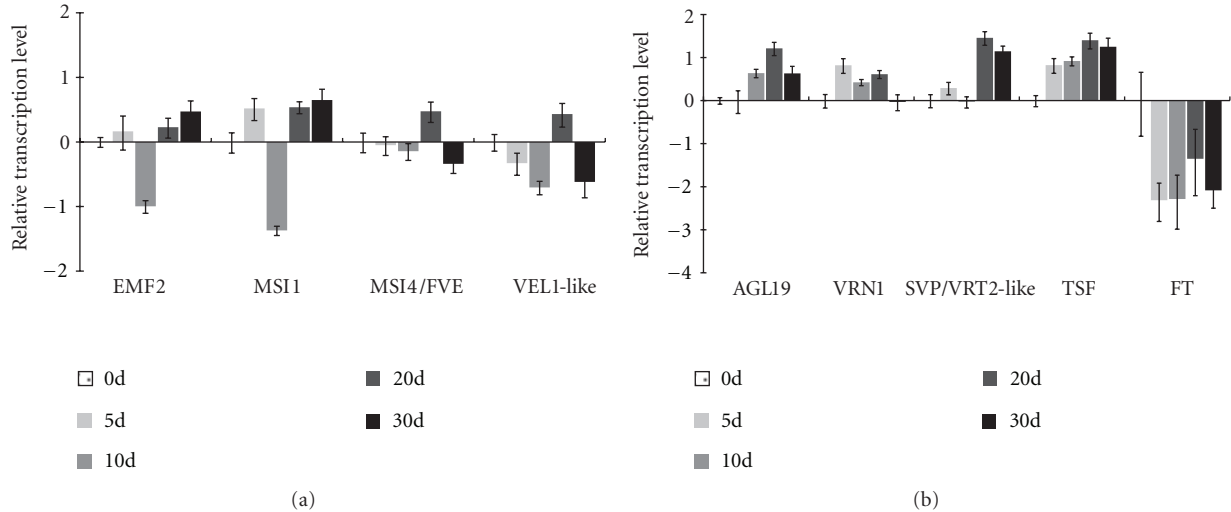 Relative transcription level
2
1
0
−1
−2
EMF2 MSI1 MSI4/FVE VEL1-like
0d
5d
10d
20d
30d
(a)
Relative transcription level
2
1
0
−1
−2
−3
−4
AGL19 VRN1 SVP/VRT2-like TSF FT
0d
5d
10d
20d
30d
(b)